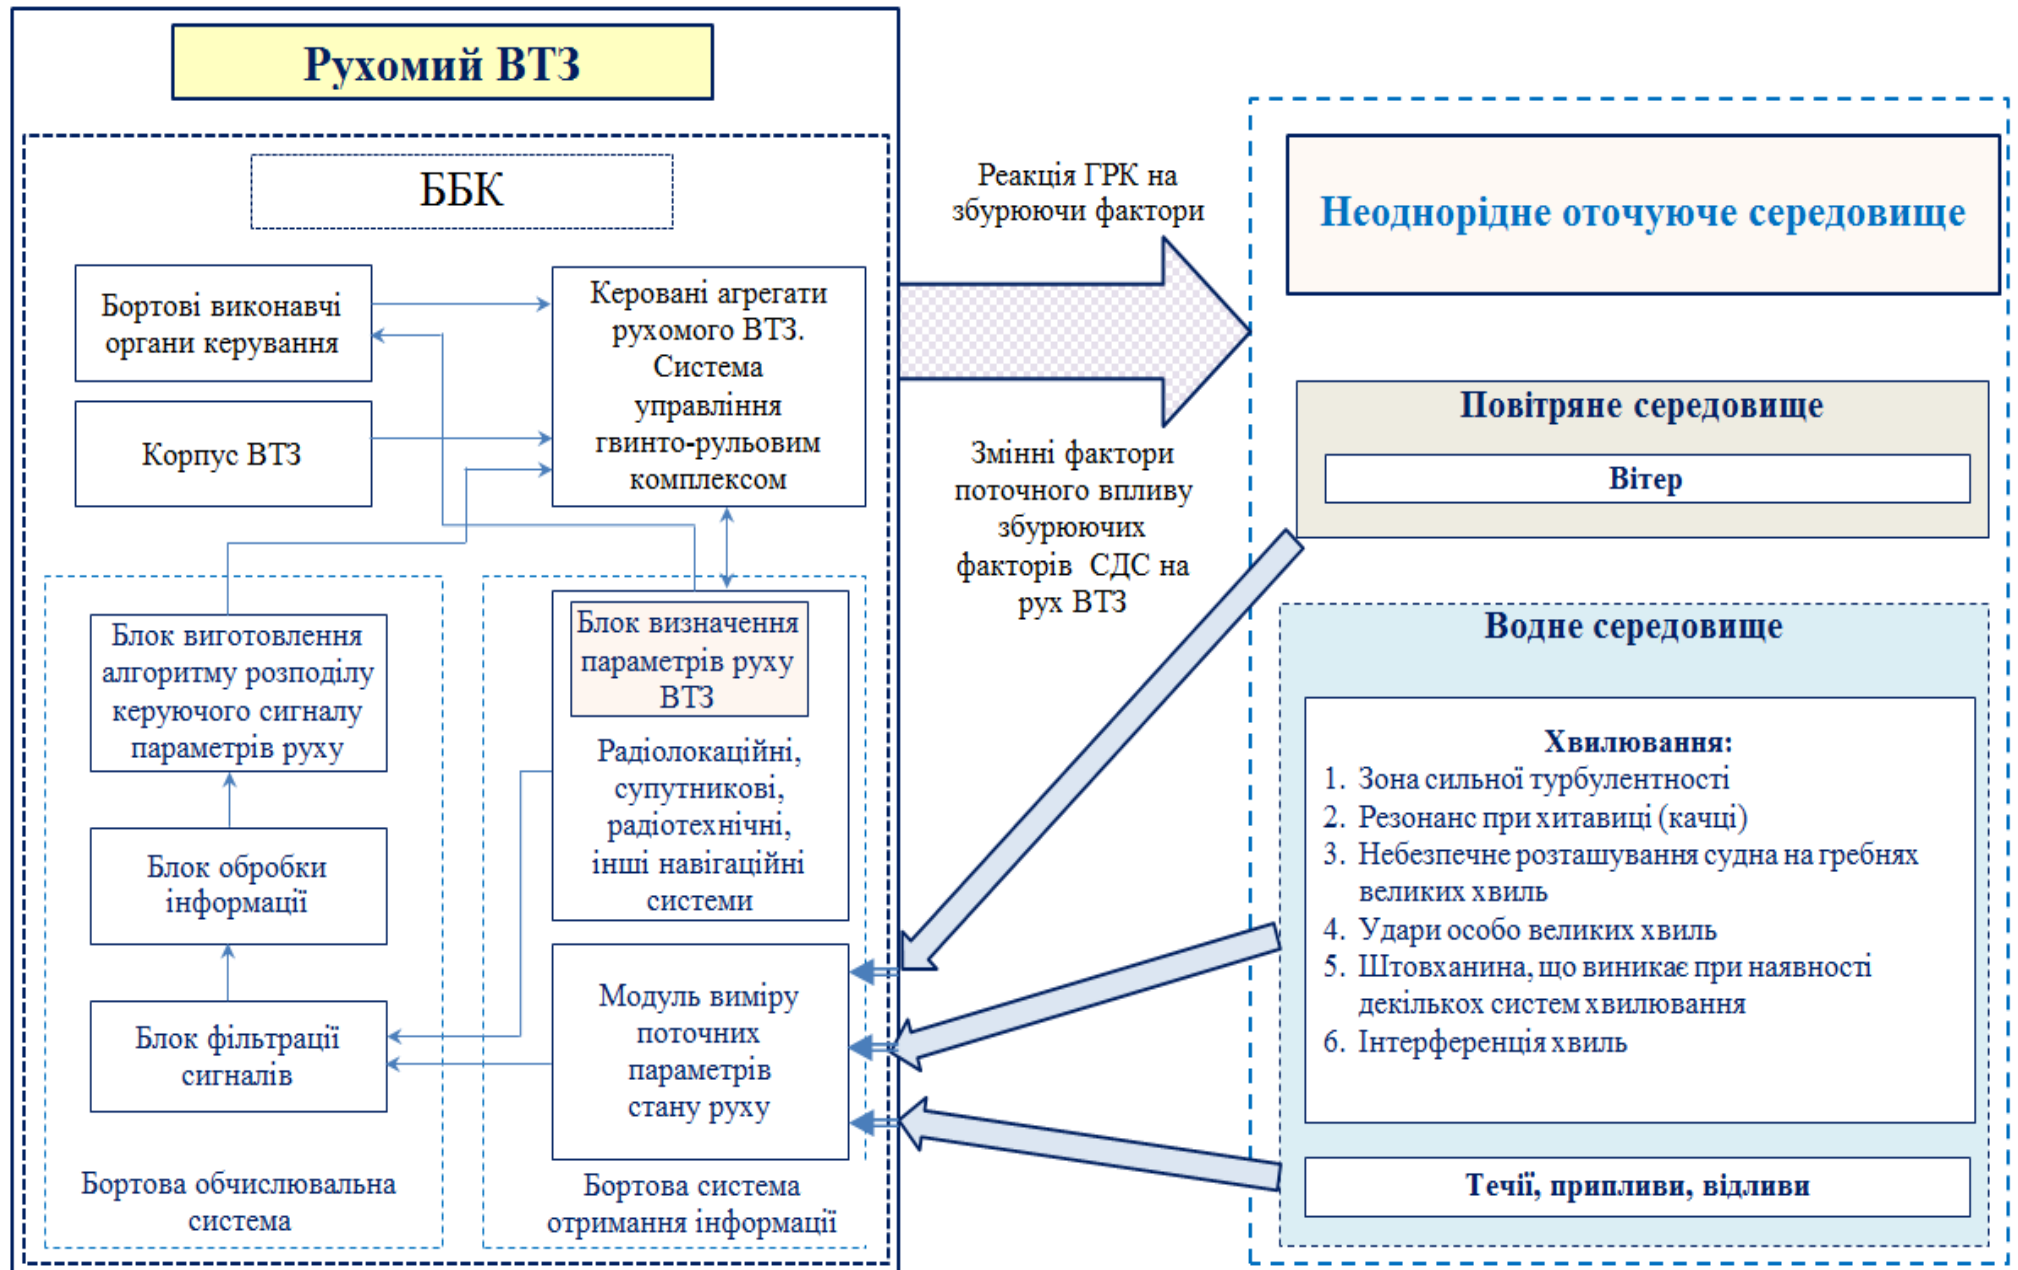 Рухомий ВТЗ
ББК
Бортові виконавчі
органи керування
Корпус ВТЗ
Керовані агрегати
рухомого ВТЗ.
Система
управління
гвинто-рульовим
комплексом
Блок виготовлення
алгоритму розподілу
керуючого сигналу
параметрів руху
Блок обробки
інформації
Блок фільтрації
сигналів
Бортова обчислювальна
система
Блок визначення
параметрів руху
ВТЗ
Радіолокаційні,
супутникові,
радіотехнічні,
інші навігаційні
системи
Модуль виміру
поточних
параметрів
стану руху
Бортова система
отримання інформації
Реакція ГРК на
збурюючи фактори
Змінні фактори
поточного впливу
збурюючих
факторів СДС на
рух ВТЗ
Неоднорідне оточуюче середовище
Повітряне середовище
Вітер
Водне середовище
Хвилювання:
1. Зона сильної турбулентності
2. Резонанс при хитавиці (качці)
3. Небезпечне розташування судна на гребнях
великих хвиль
4. Удари особо великих хвиль
5. Штовханина, що виникає при наявності
декількох систем хвилювання
6. Інтерференція хвиль
Течії, припливи, відливи